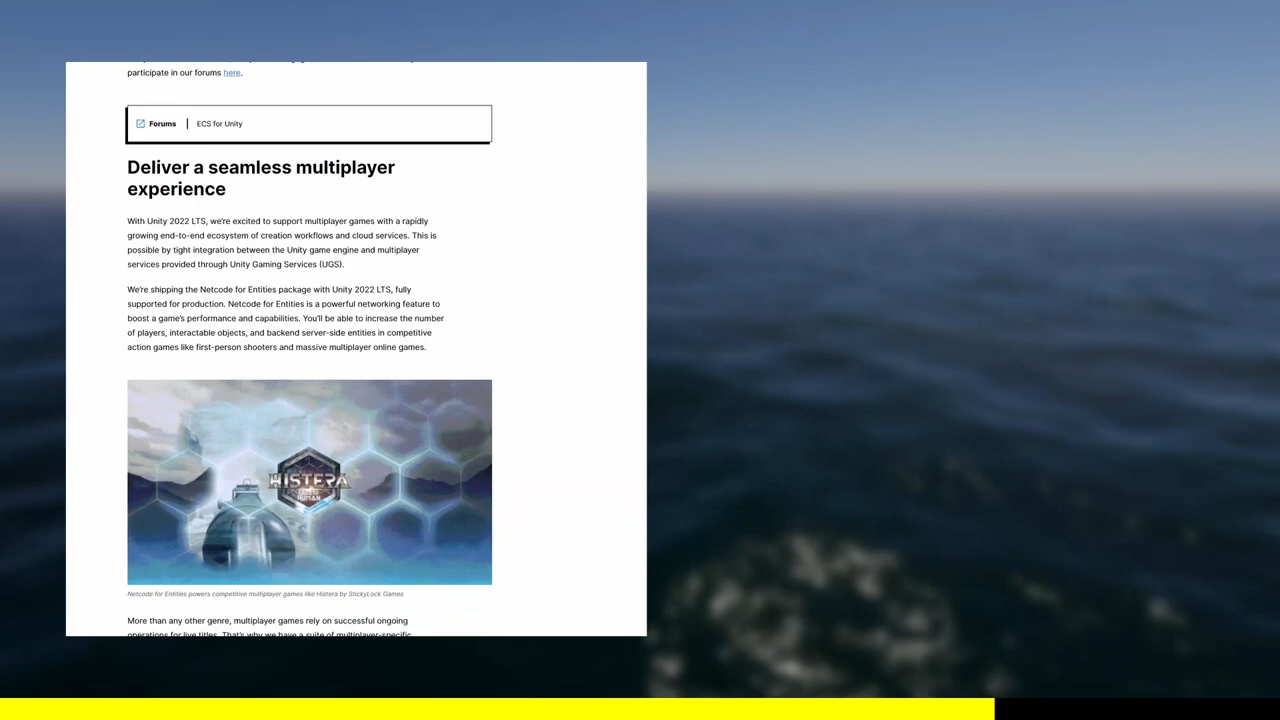 participate in our forums here.
Forums | ECS for Unity
Deliver a seamless multiplayer
experience
With Unity 2022 LTS, we're excited to support multiplayer games with a rapidly
growing end-to-end ecosystem of creation workflows and cloud services. This is
possible by tight integration between the Unity game engine and multiplayer
services provided through Unity Gaming Services (UGS).
We're shipping the Netcode for Entities package with Unity 2022 LTS, fully
supported for production. Netcode for Entities is a powerful networking feature to
boost a game's performance and capabilities. You'll be able to increase the number
of players, interactable objects, and backend server-side entities in competitive
action games like first-person shooters and massive multiplayer online games.
HISTERA
FALL OF
HUMAN
Netcode for Entities powers competitive multiplayer games like Histera by StickyLock Games
More than any other genre, multiplayer games rely on successful ongoing
operations for live titles. That's why we have a suite of multiplayer-specific